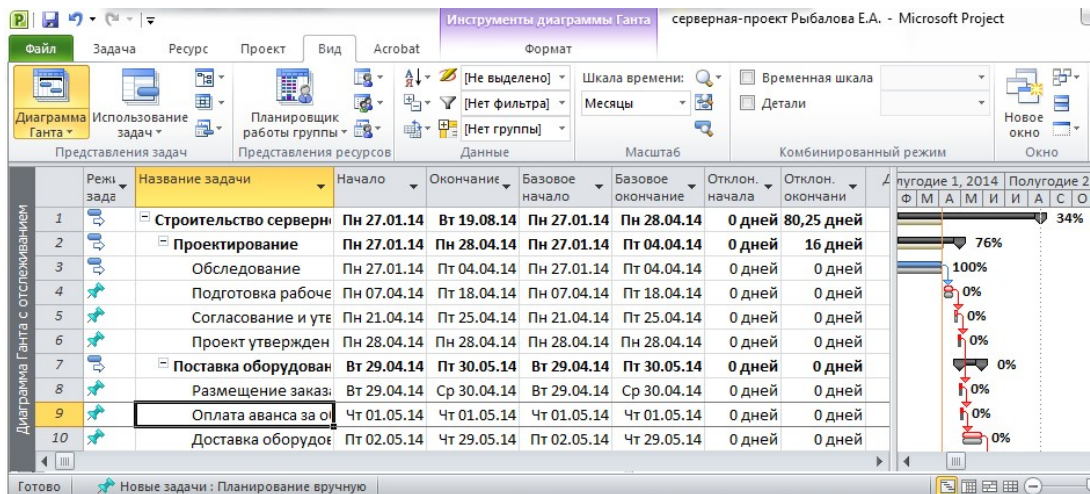 Инструменты диаграммы Ганта серверная-проект Рыбалова Е.А. - Microsoft Project
Файл Задача Ресурс Проект Вид Acrobat Формат
Диаграмма Ганта
Использование задач
Планировщик работы группы
[Не выделено]
[Нет фильтра]
[Нет группы]
Шкала времени:
Месяцы
Временная шкала
Детали
Новое окно
Представления задач Представления ресурсов Данные Масштаб Комбинированный режим Окно
Диаграмма Ганта с отслеживанием
Режи Название задачи Начало Окончание Базовое Базовое Отклон. Отклон. Д лугодие 1, 2014 Полугодие 2
зада начало окончание начала окончани Ф М А М И И А С О
1 Строительство серверн Пн 27.01.14 Вт 19.08.14 Пн 27.01.14 Пн 28.04.14 0 дней 80,25 дней 34%
2 Проектирование Пн 27.01.14 Пн 28.04.14 Пн 27.01.14 Пт 04.04.14 0 дней 16 дней 76%
3 Обследование Пн 27.01.14 Пт 04.04.14 Пн 27.01.14 Пт 04.04.14 0 дней 0 дней 100%
4 Подготовка рабоче Пн 07.04.14 Пт 18.04.14 Пн 07.04.14 Пт 18.04.14 0 дней 0 дней 0%
5 Согласование и утв Пн 21.04.14 Пт 25.04.14 Пн 21.04.14 Пт 25.04.14 0 дней 0 дней 0%
6 Проект утвержден Пн 28.04.14 Пн 28.04.14 Пн 28.04.14 Пн 28.04.14 0 дней 0 дней 0%
7 Поставка оборудован Вт 29.04.14 Пт 30.05.14 Вт 29.04.14 Пт 30.05.14 0 дней 0 дней 0%
8 Размещение заказа Вт 29.04.14 Ср 30.04.14 Вт 29.04.14 Ср 30.04.14 0 дней 0 дней 0%
9 Оплата аванса за об Чт 01.05.14 Чт 01.05.14 Чт 01.05.14 Чт 01.05.14 0 дней 0 дней 0%
10 Доставка оборудов Пт 02.05.14 Чт 29.05.14 Пт 02.05.14 Чт 29.05.14 0 дней 0 дней 0%
Готово Новые задачи : Планирование вручную